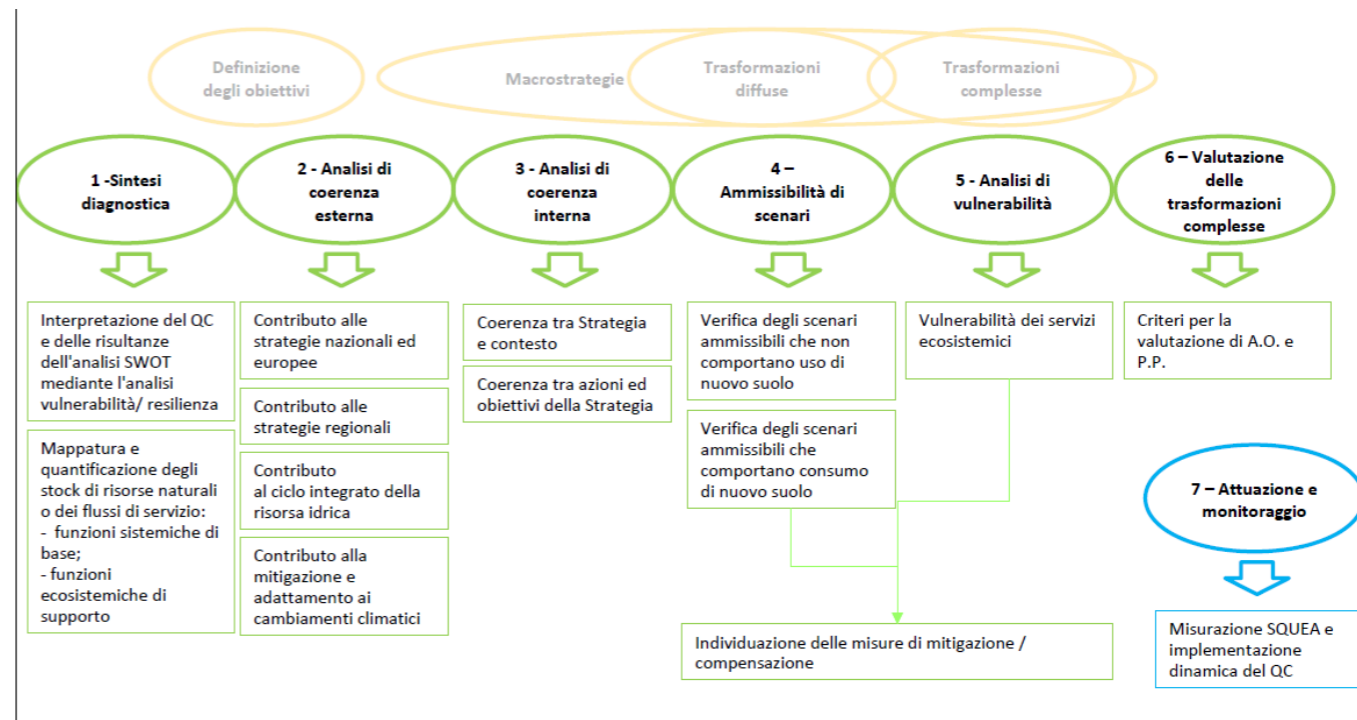 Definizione
degli obiettivi
Macrostrategie
Trasformazioni
diffuse
Trasformazioni
complesse
1 -Sintesi
diagnostica
2 - Analisi di
coerenza
esterna
3 - Analisi di
coerenza
interna
4 –
Ammissibilità di
scenari
5 - Analisi di
vulnerabilità
6 – Valutazione
delle
trasformazioni
complesse
Interpretazione del QC
e delle risultanze
dell'analisi SWOT
mediante l'analisi
vulnerabilità/ resilienza
Mappatura e
quantificazione degli
stock di risorse naturali
o dei flussi di servizio:
- funzioni sistemiche di
base;
- funzioni
ecosistemiche di
supporto
Contributo alle
strategie nazionali ed
europee
Contributo alle
strategie regionali
Contributo
al ciclo integrato della
risorsa idrica
Contributo alla
mitigazione e
adattamento ai
cambiamenti climatici
Coerenza tra Strategia
e contesto
Coerenza tra azioni ed
obiettivi della Strategia
Verifica degli scenari
ammissibili che non
comportano uso di
nuovo suolo
Verifica degli scenari
ammissibili che
comportano consumo
di nuovo suolo
Vulnerabilità dei servizi
ecosistemici
Criteri per la
valutazione di A.O. e
P.P.
7 – Attuazione e
monitoraggio
Individuazione delle misure di mitigazione /
compensazione
Misurazione SQUEA e
implementazione
dinamica del QC